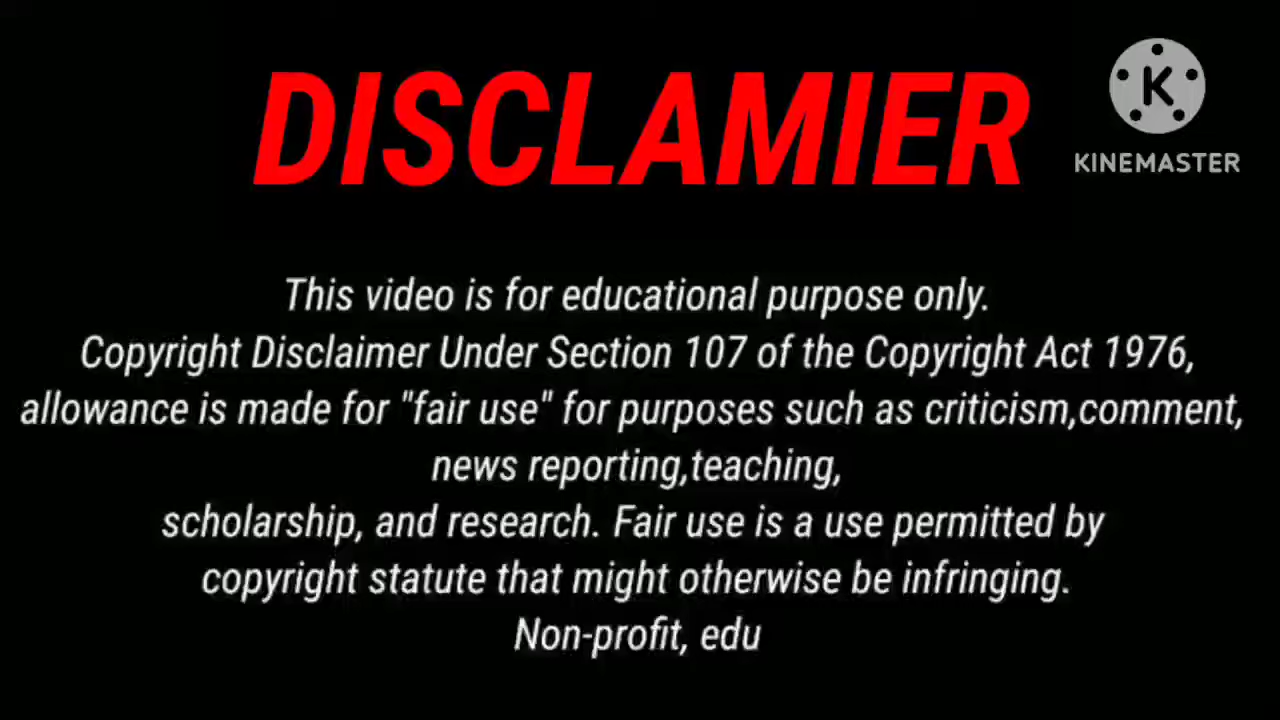 DISCLAMIER
K
KINEMASTER
This video is for educational purpose only.
Copyright Disclaimer Under Section 107 of the Copyright Act 1976,
allowance is made for "fair use" for purposes such as criticism,comment,
news reporting,teaching,
scholarship, and research. Fair use is a use permitted by
copyright statute that might otherwise be infringing.
Non-profit, edu